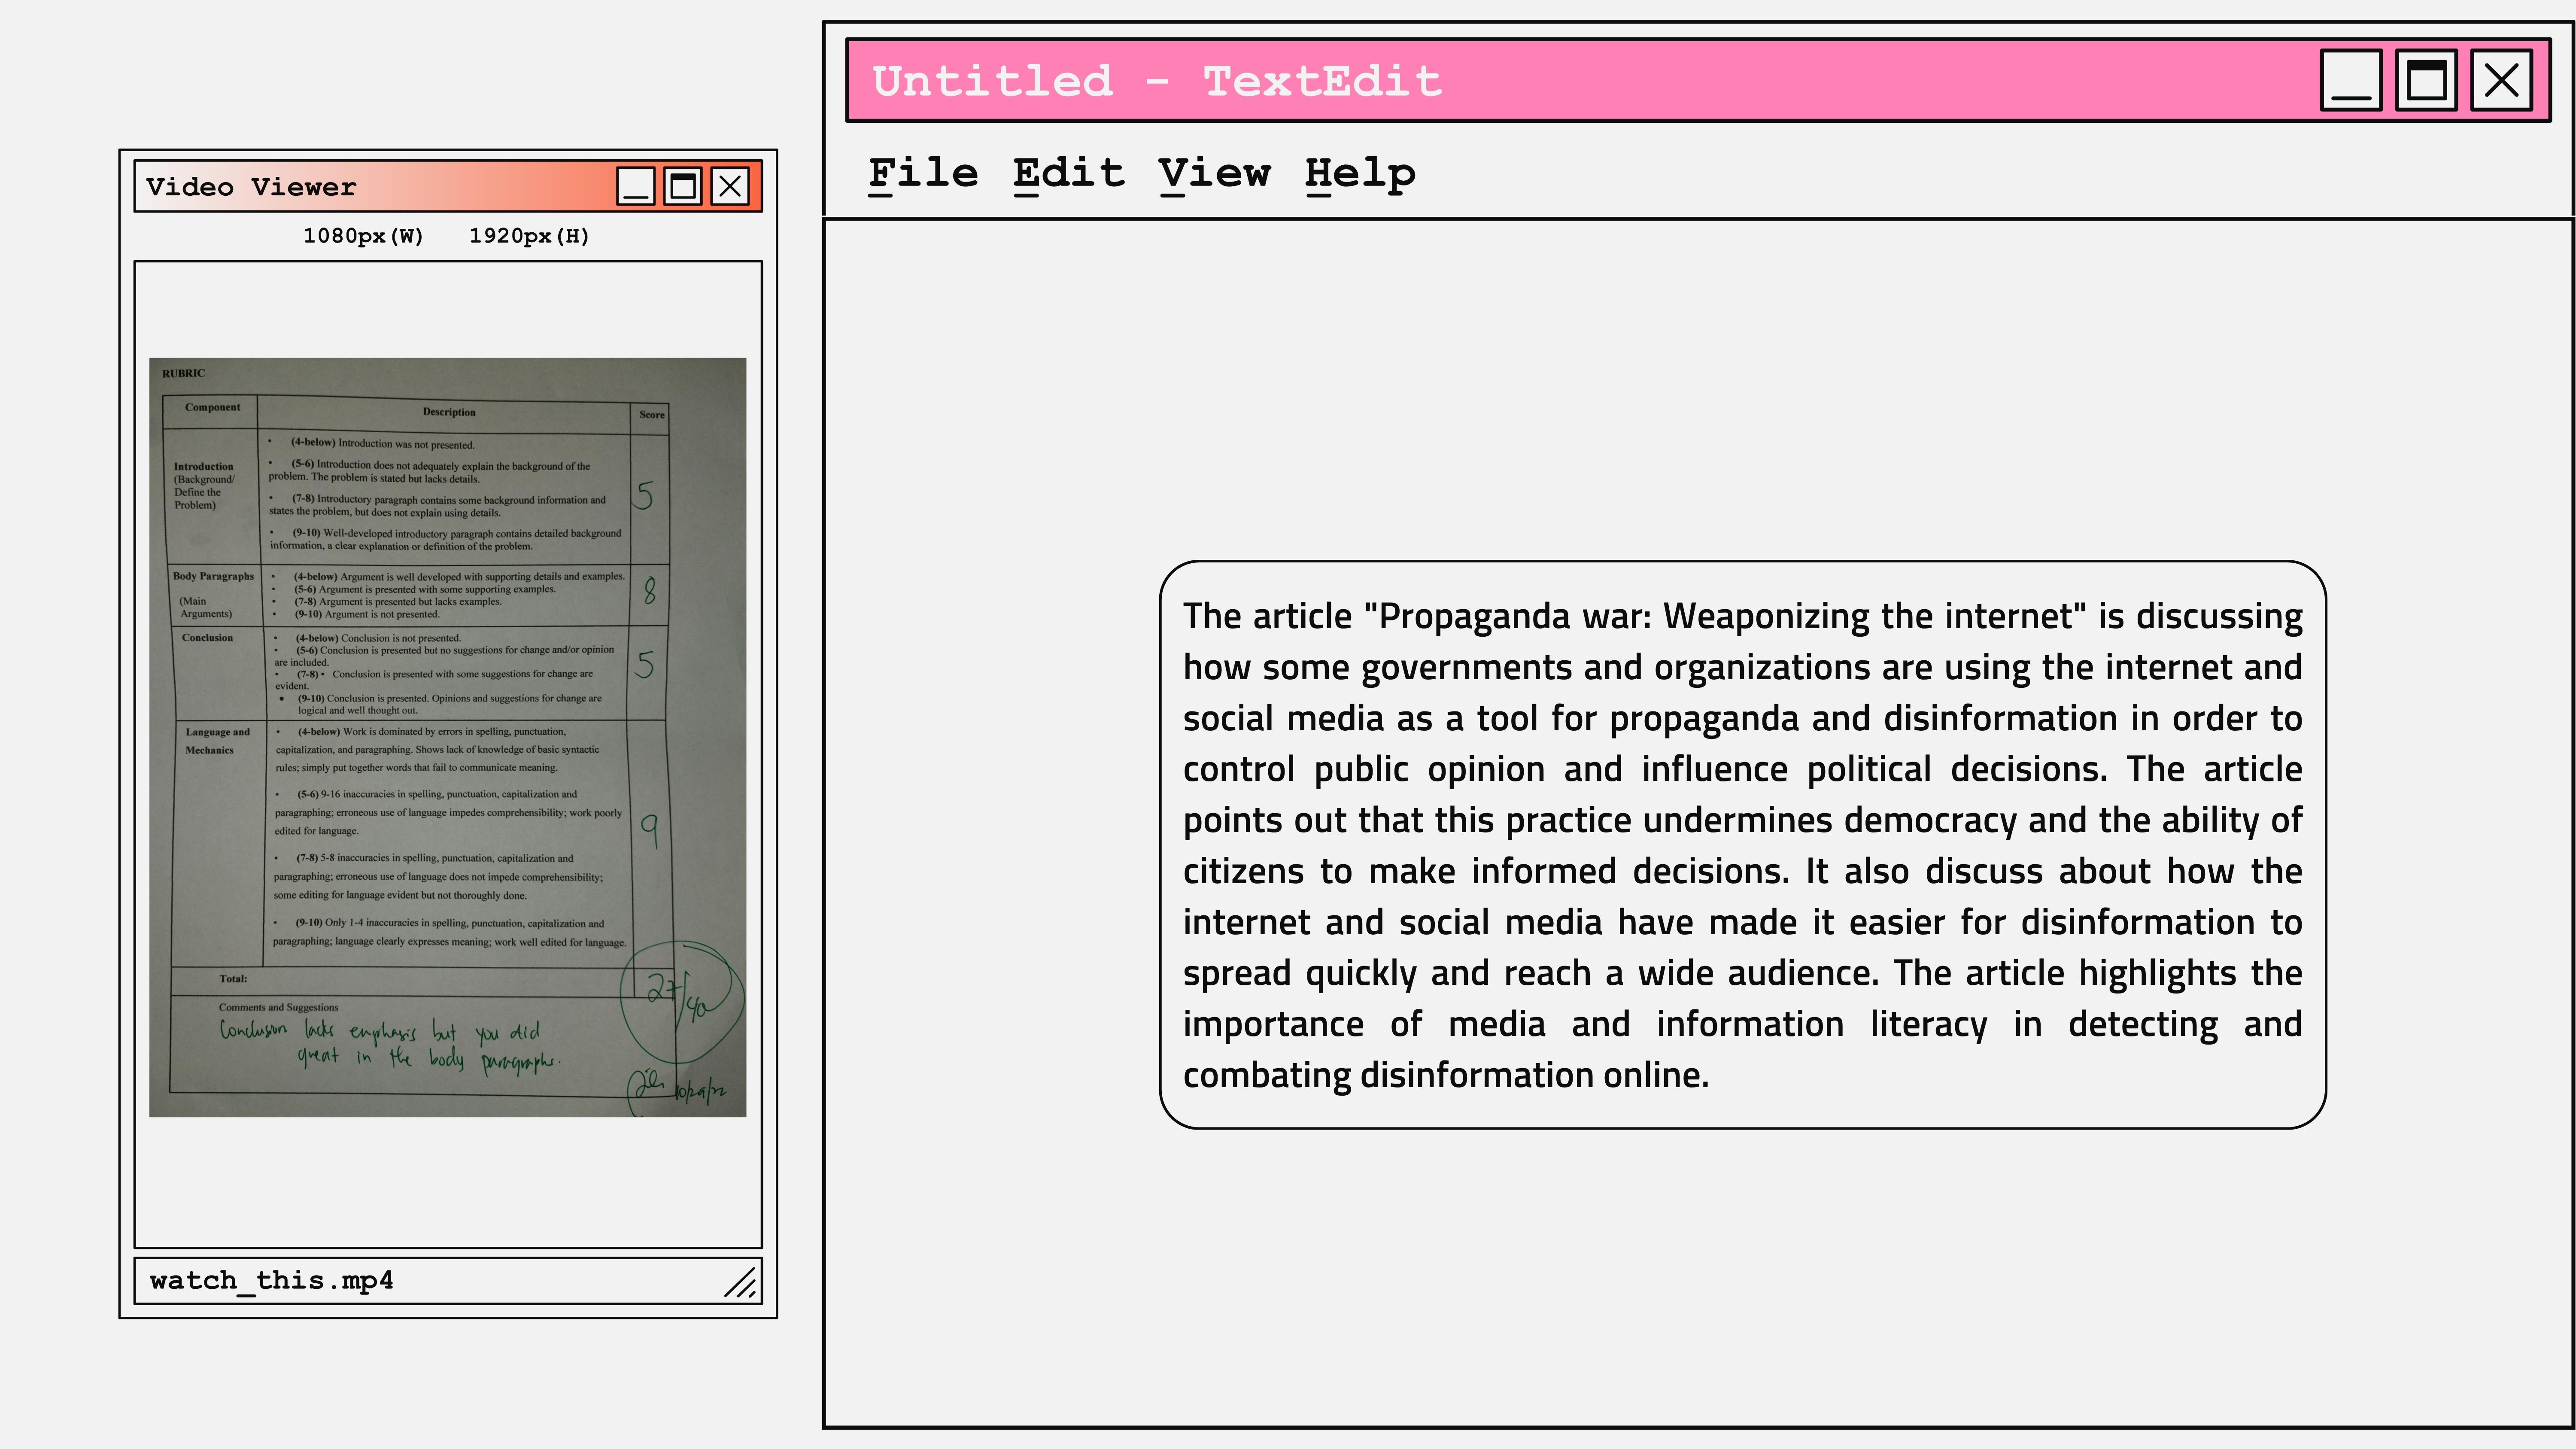 Video Viewer
1080px(W) 1920px(H)
RUBRIC
Component Description Score
Introduction
(Background/
Define the
Problem)
• (4-below) Introduction was not presented.
• (5-6) Introduction does not adequately explain the background of the
problem. The problem is stated but lacks details.
• (7-8) Introductory paragraph contains some background information and
states the problem, but does not explain using details.
• (9-10) Well-developed introductory paragraph contains detailed background
information, a clear explanation or definition of the problem.
5
Body Paragraphs
(Main
Arguments)
• (4-below) Argument is well developed with supporting details and examples.
• (5-6) Argument is presented with some supporting examples.
• (7-8) Argument is presented but lacks examples.
• (9-10) Argument is not presented.
8
Conclusion
• (4-below) Conclusion is not presented.
• (5-6) Conclusion is presented but no suggestions for change and/or opinion
are included.
• (7-8) • Conclusion is presented with some suggestions for change are
evident.
• (9-10) Conclusion is presented. Opinions and suggestions for change are
logical and well thought out.
5
Language and
Mechanics
• (4-below) Work is dominated by errors in spelling, punctuation,
capitalization, and paragraphing. Shows lack of knowledge of basic syntactic
rules; simply put together words that fail to communicate meaning.
• (5-6) 9-16 inaccuracies in spelling, punctuation, capitalization and
paragraphing; erroneous use of language impedes comprehensibility; work poorly
edited for language.
• (7-8) 5-8 inaccuracies in spelling, punctuation, capitalization and
paragraphing; erroneous use of language does not impede comprehensibility;
some editing for language evident but not thoroughly done.
• (9-10) Only 1-4 inaccuracies in spelling, punctuation, capitalization and
paragraphing; language clearly expresses meaning; work well edited for language.
9
Total: 27/40
Comments and Suggestions
Conclusion lacks emphasis but you did
great in the body paragraphs.
watch_this.mp4
Untitled - TextEdit
File Edit View Help
The article "Propaganda war: Weaponizing the internet" is discussing
how some governments and organizations are using the internet and
social media as a tool for propaganda and disinformation in order to
control public opinion and influence political decisions. The article
points out that this practice undermines democracy and the ability of
citizens to make informed decisions. It also discuss about how the
internet and social media have made it easier for disinformation to
spread quickly and reach a wide audience. The article highlights the
importance of media and information literacy in detecting and
combating disinformation online.